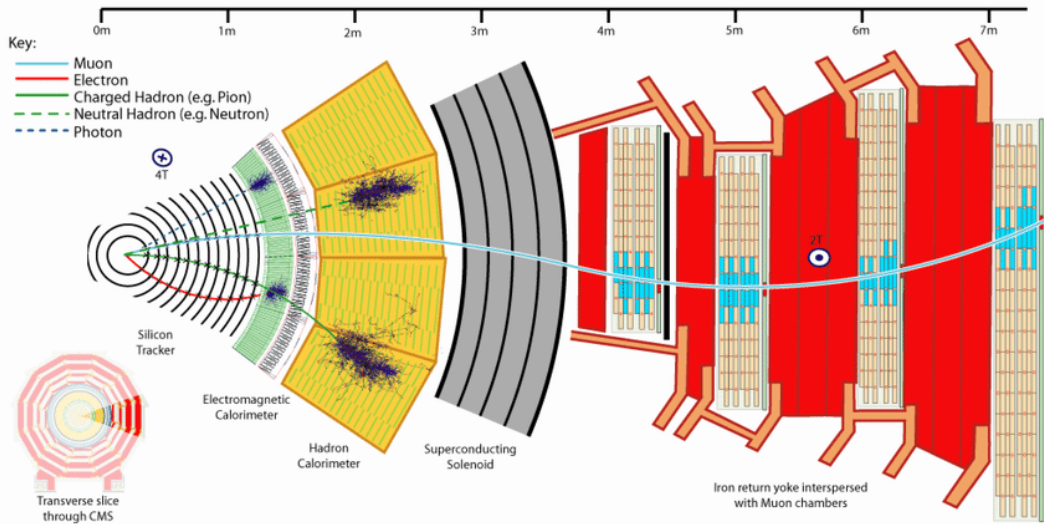 0m 1m 2m 3m 4m 5m 6m 7m
Key:
Muon
Electron
Charged Hadron (e.g. Pion)
Neutral Hadron (e.g. Neutron)
Photon
4T
2T
Silicon
Tracker
Electromagnetic
Calorimeter
Hadron
Calorimeter
Superconducting
Solenoid
Iron return yoke interspersed
with Muon chambers
Transverse slice
through CMS